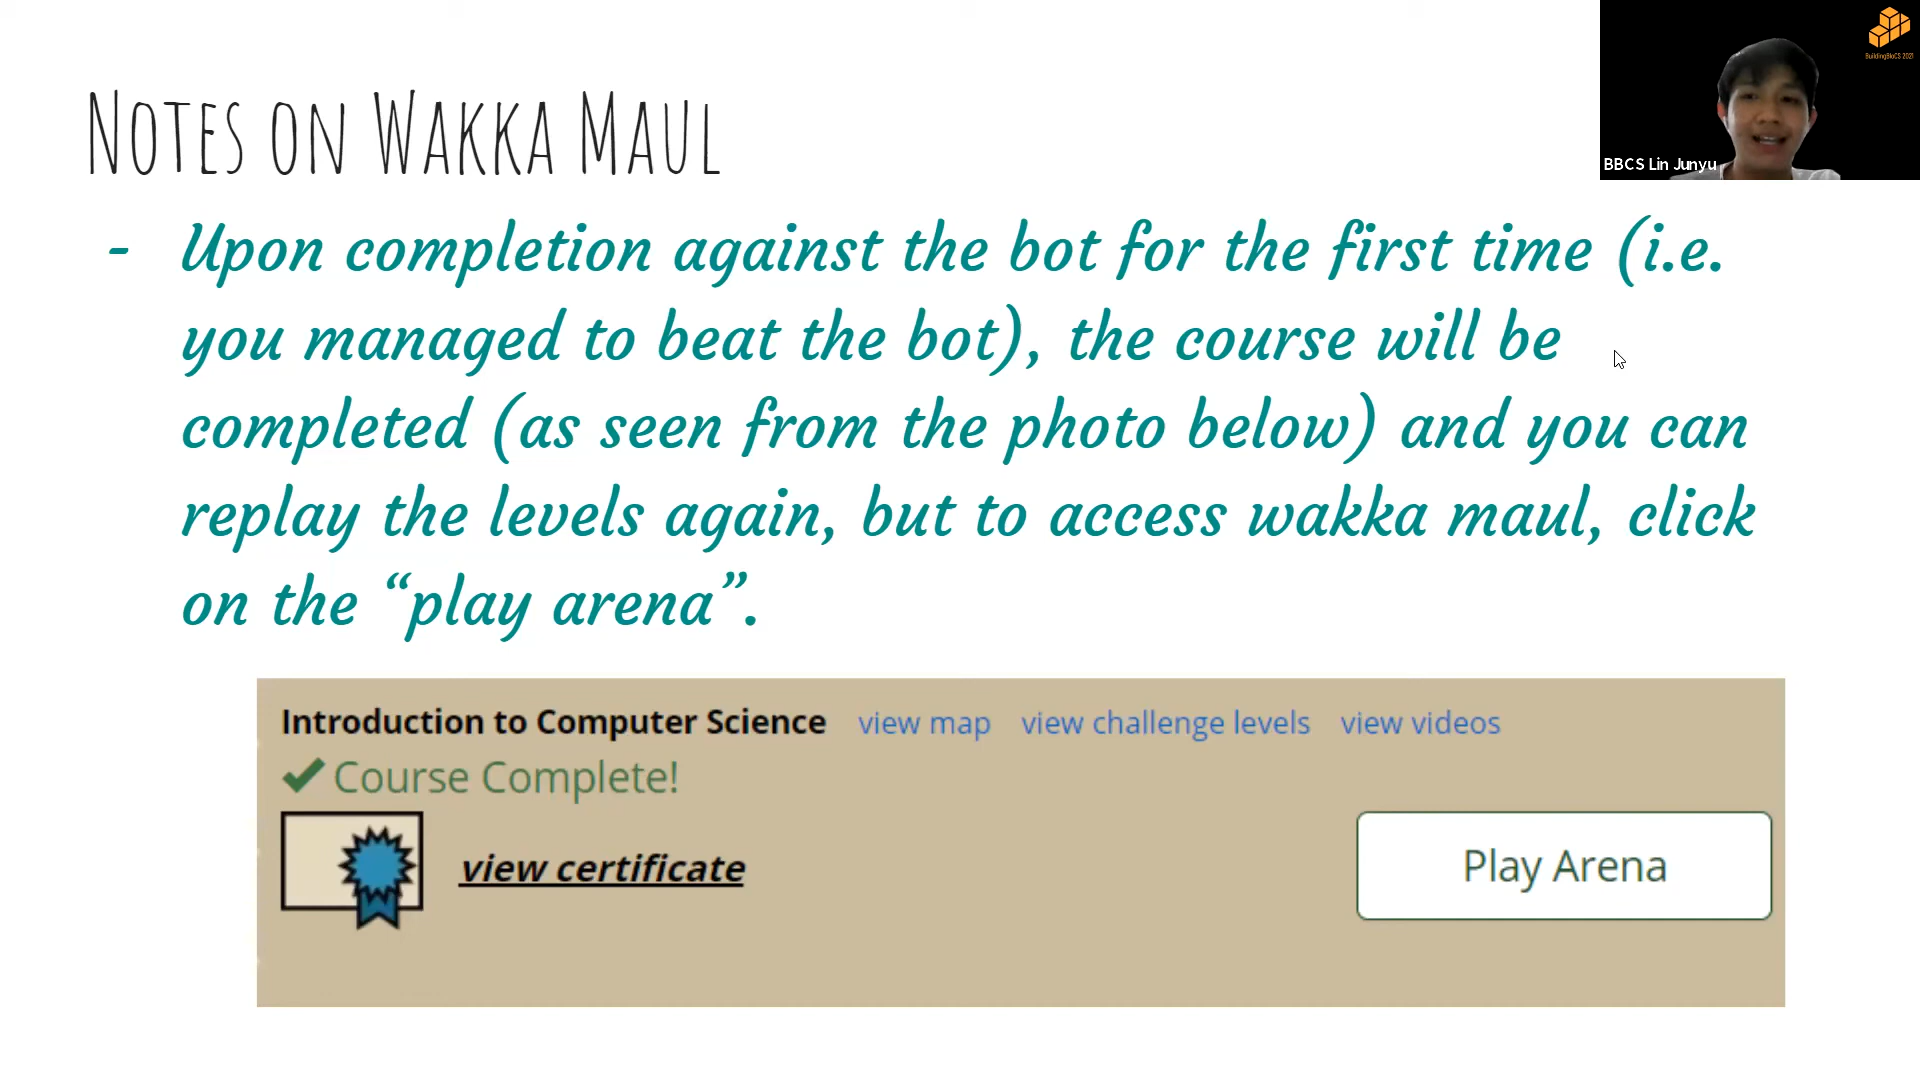 NOTES ON WAKKA MAUL
BuildingBloCS 2021
BBCS Lin Junyu
- Upon completion against the bot for the first time (i.e.
you managed to beat the bot), the course will be
completed (as seen from the photo below) and you can
replay the levels again, but to access wakka maul, click
on the “play arena”.
Introduction to Computer Science view map view challenge levels view videos
Course Complete!
view certificate
Play Arena